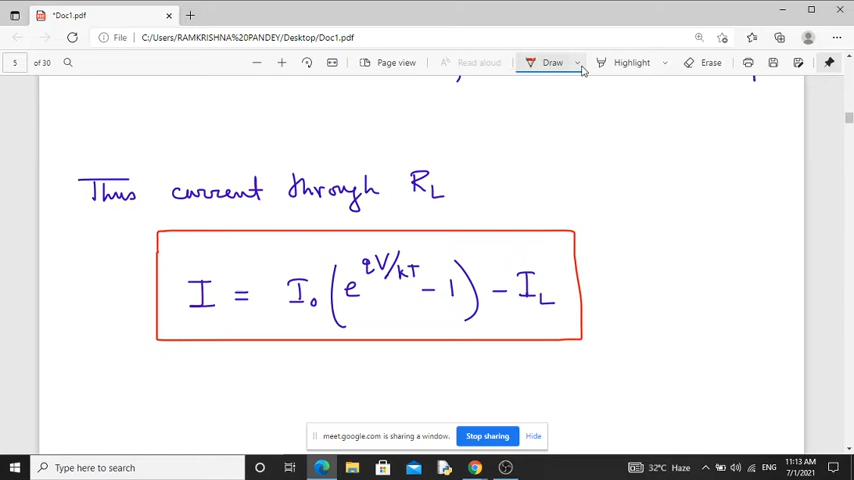 *Doc1.pdf
File
C:/Users/RAMKRISHNA%20PANDEY/Desktop/Doc1.pdf
5 of 30
Page view
Read aloud
Draw
Highlight
Erase
Thus current through R_L
I = I₀ (e^{qV/kT} - 1) - I_L
meet.google.com is sharing a window.
Stop sharing
Hide
Type here to search
32°C Haze
ENG
11:13 AM
7/1/2021